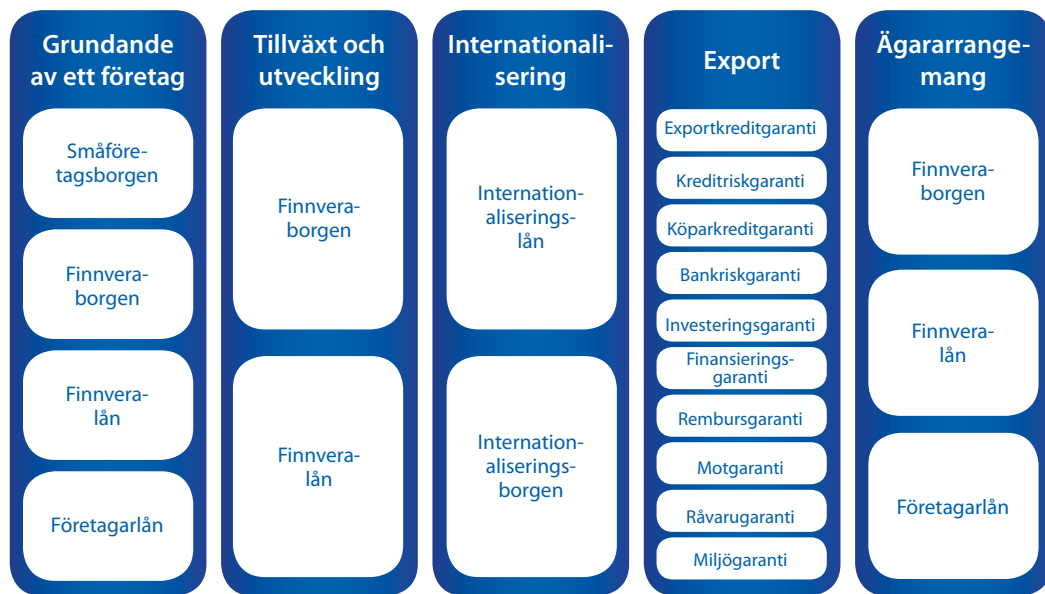 Grundande
av ett företag
Småföre-
tagsborgen
Finnvera-
borgen
Finnvera-
lån
Företagarlån
Tillväxt och
utveckling
Finnvera-
borgen
Finnvera-
lån
Internationali-
sering
Internation-
aliserings-
lån
Internation-
aliserings-
borgen
Export
Exportkreditgaranti
Kreditriskgaranti
Köparkreditgaranti
Bankriskgaranti
Investeringsgaranti
Finansierings-
garanti
Rembursgaranti
Motgaranti
Råvarugaranti
Miljögaranti
Ägararrange-
mang
Finnvera-
borgen
Finnvera-
lån
Företagarlån